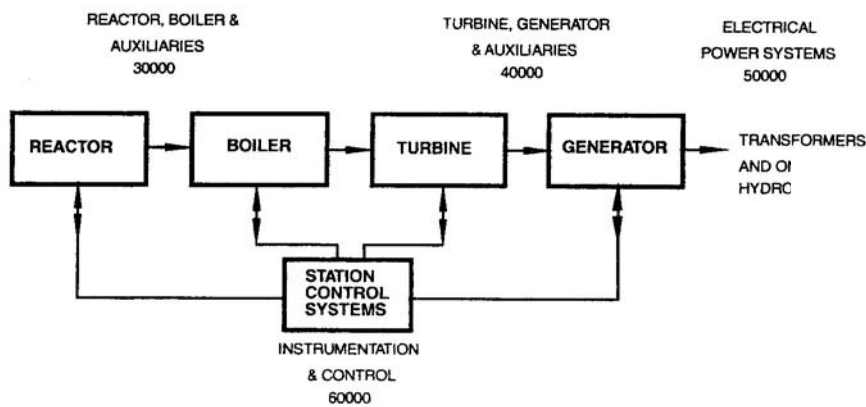 REACTOR, BOILER &
AUXILIARIES
30000
TURBINE, GENERATOR
& AUXILIARIES
40000
ELECTRICAL
POWER SYSTEMS
50000
REACTOR
BOILER
TURBINE
GENERATOR
TRANSFORMERS
AND
HYDRO
STATION
CONTROL
SYSTEMS
INSTRUMENTATION
& CONTROL
60000